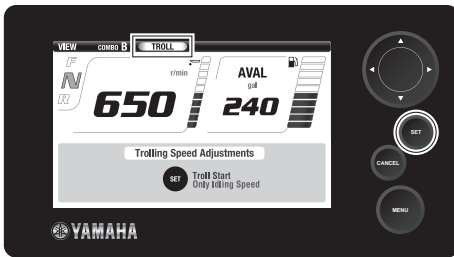 VIEW COMBO B TROLL
F
N
R
r/min
650
AVAL
gal
240
Trolling Speed Adjustments
SET Troll Start
Only Idling Speed
SET
CANCEL
MENU
YAMAHA